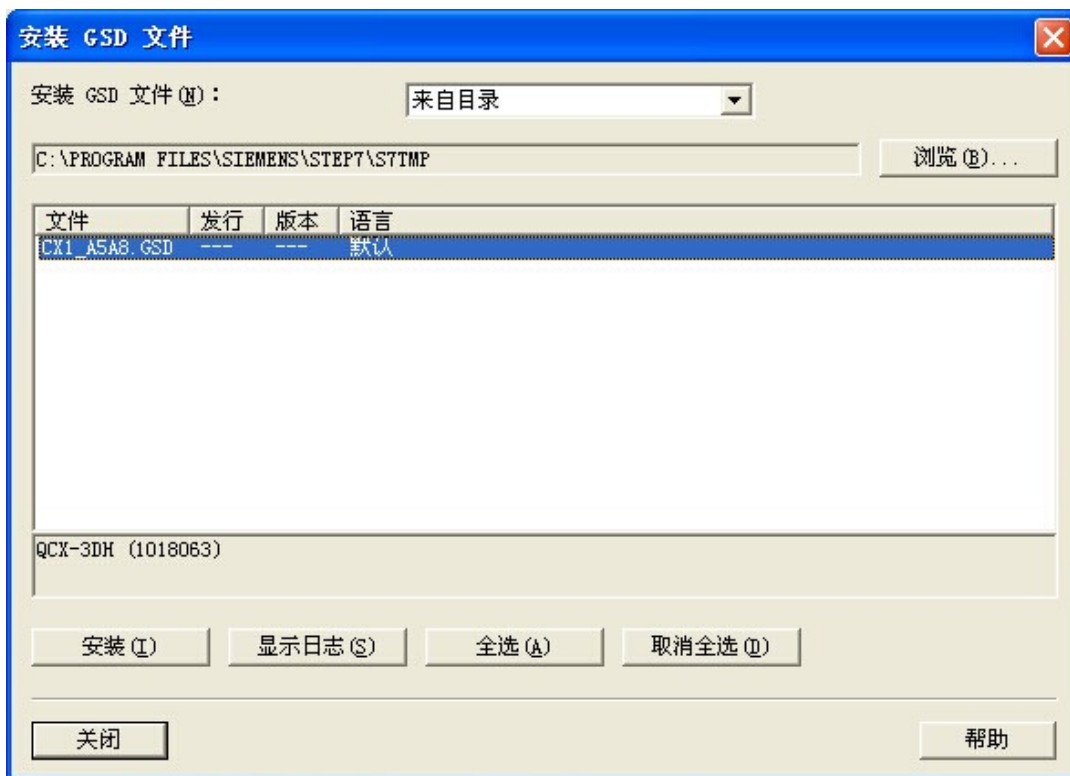 安装 GSD 文件
安装 GSD 文件(N)： 来自目录
C:\PROGRAM FILES\SIEMENS\STEP7\S7TMP 浏览(B)...
文件 发行 版本 语言
CX1_A5A8.GSD --- --- 默认
QCX-3DH (1018063)
安装(I) 显示日志(S) 全选(A) 取消全选(D)
关闭 帮助